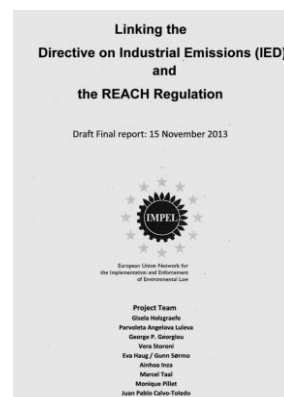 Linking the
Directive on Industrial Emissions (IED)
and
the REACH Regulation
Draft Final report: 15 November 2013
IMPEL
European Union Network for
the Implementation and Enforcement
of Environmental Law
Project Team
Gisela Holzgraefe
Parvoleta Angelova Luleva
George P. Georgiou
Vera Storoni
Eva Haug / Gunn Sørmo
Ainhoa Inza
Marcel Taal
Monique Pillet
Juan Pablo Calvo-Toledo